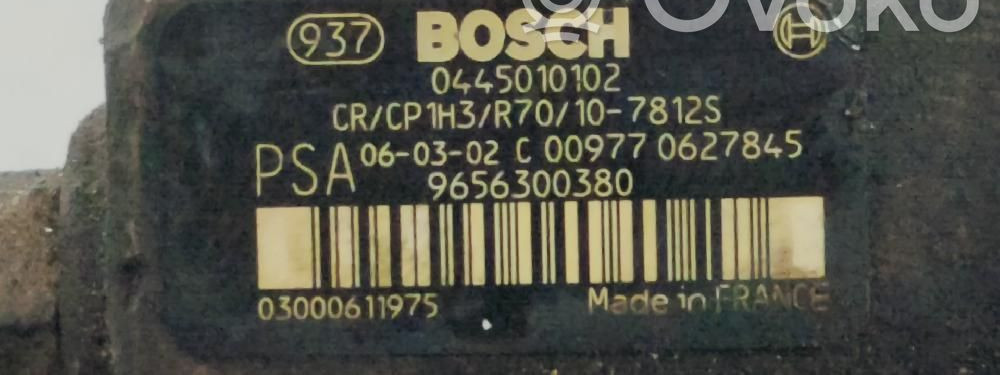 Ovoko
937 BOSCH
0445010102
CR/CP1H3/R70/10-7812S
PSA 06-03-02 C 00977 0627845
9656300380
03000611975 Made in FRANCE